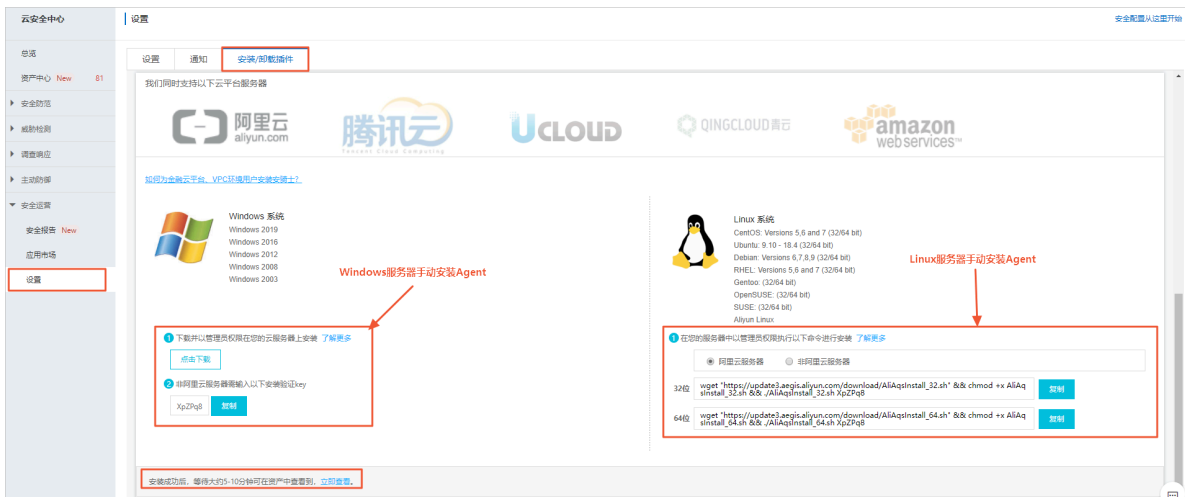 云安全中心
设置
安全配置从这里开始
总览
资产中心 New 81
安全防范
威胁检测
调查响应
主动防御
安全运营
安全报告 New
应用市场
设置
设置 通知 安装/卸载插件
我们同时支持以下云平台服务器
阿里云
aliyun.com
腾讯云
Tencent Cloud Computing
UCLOUD
QINGCLOUD青云
amazon
web services™
如何为金融云平台、VPC环境用户安装安骑士?
Windows 系统
Windows 2019
Windows 2016
Windows 2012
Windows 2008
Windows 2003
Windows服务器手动安装Agent
1 下载并以管理员权限在您的云服务器上安装 了解更多
点击下载
2 非阿里云服务器需输入以下安装验证key
XpZPq8 复制
Linux 系统
CentOS: Versions 5,6 and 7 (32/64 bit)
Ubuntu: 9.10 - 18.4 (32/64 bit)
Debian: Versions 6,7,8,9 (32/64 bit)
RHEL: Versions 5,6 and 7 (32/64 bit)
Gentoo: (32/64 bit)
OpenSUSE: (32/64 bit)
SUSE: (32/64 bit)
Aliyun Linux
Linux服务器手动安装Agent
1 在您的服务器中以管理员权限执行以下命令进行安装 了解更多
阿里云服务器 非阿里云服务器
32位 wget "https://update3.aegis.aliyun.com/download/AliAqsInstall_32.sh" && chmod +x AliAq
sInstall_32.sh && ./AliAqsInstall_32.sh XpZPq8
复制
64位 wget "https://update3.aegis.aliyun.com/download/AliAqsInstall_64.sh" && chmod +x AliAq
sInstall_64.sh && ./AliAqsInstall_64.sh XpZPq8
复制
安装成功后，等待大约5-10分钟可在资产中查看到，立即查看。